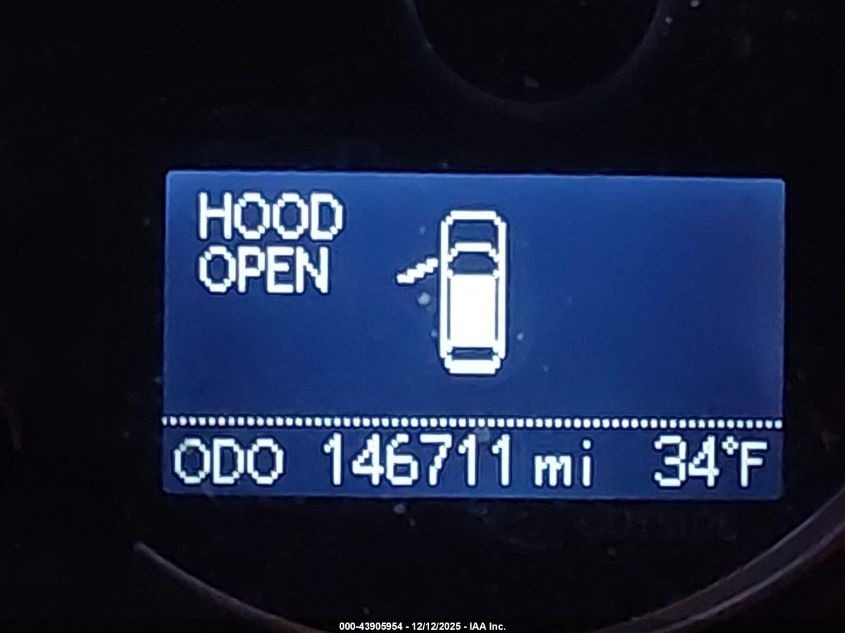 HOOD
OPEN
ODO 146711 mi 34°F
000-43905954 - 12/12/2025 - IAA Inc.